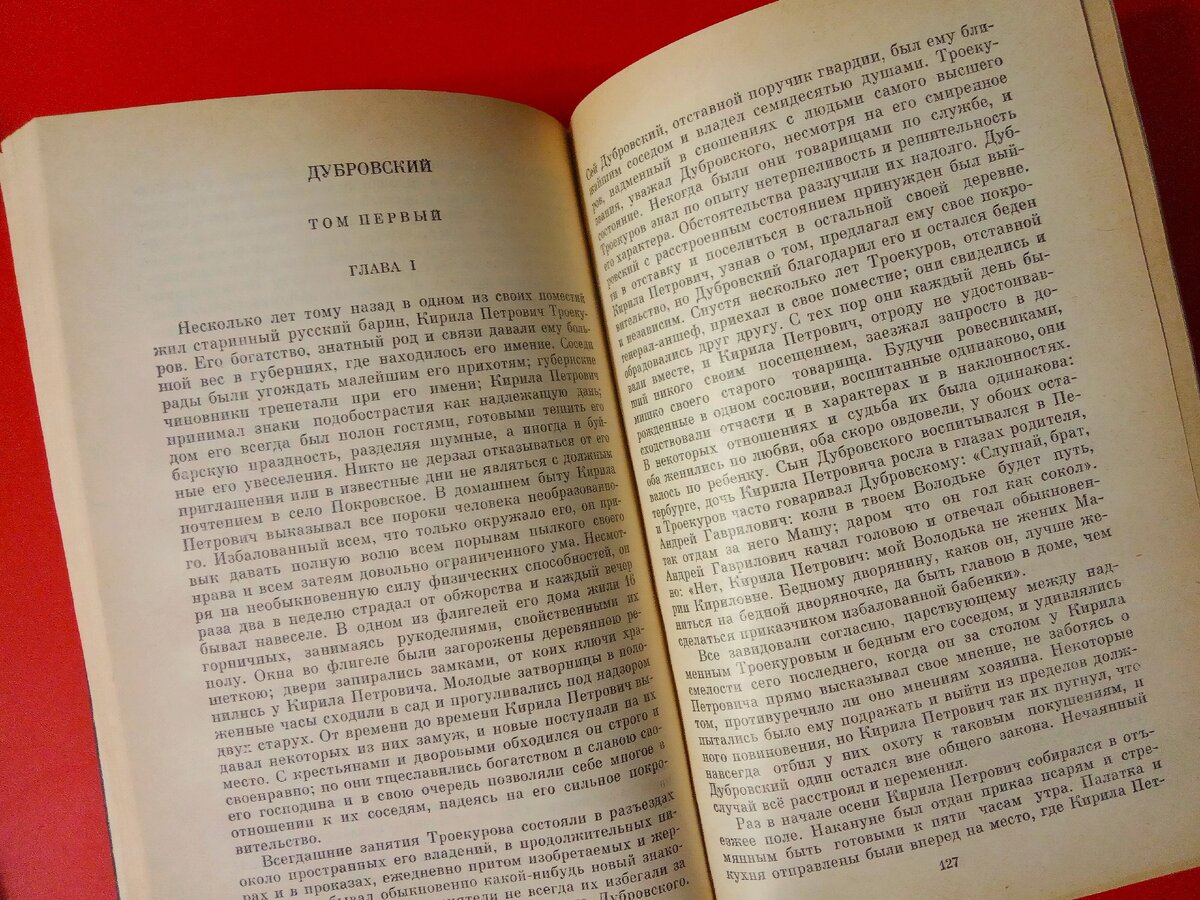 ДУБРОВСКИЙ
ТОМ ПЕРВЫЙ
ГЛАВА I
Несколько лет тому назад в одном из своих поместий
жил старинный русский барин, Кирила Петрович Троеку-
ров. Его богатство, знатный род и связи давали ему боль-
шой вес в губерниях, где находилось его имение. Соседи
рады были угождать малейшим его прихотям; губернские
чиновники трепетали при его имени; Кирила Петрович
принимал знаки подобострастия как надлежащую дань;
дом его всегда был полон гостями, готовыми тешить его
барскую праздность, разделяя шумные, а иногда и буй-
ные его увеселения. Никто не дерзал отказываться от его
приглашения или в известные дни не являться с должным
почтением в село Покровское. В домашнем быту Кирила
Петрович выказывал все пороки человека необразованно-
го. Избалованный всем, что только окружало его, он при-
вык давать полную волю всем порывам пылкого своего
нрава и всем затеям довольно ограниченного ума. Несмот-
ря на необыкновенную силу физических способностей, он
раза два в неделю страдал от обжорства и каждый вечер
бывал навеселе. В одном из флигелей его дома жили 16
горничных, занимаясь рукоделиями, свойственными их
полу. Окна во флигеле были загорожены деревянною ре-
шеткою; двери запирались замками, от коих ключи хра-
нились у Кирила Петровича. Молодые затворницы в поло-
женные часы сходили в сад и прогуливались под надзором
двух старух. От времени до времени Кирила Петрович вы-
давал некоторых из них замуж, и новые поступали на их
место. С крестьянами и дворовыми обходился он строго и
своенравно; но они тщеславились богатством и славою сво-
его господина и в свою очередь позволяли себе многое в
отношении к их соседям, надеясь на его сильное покро-
вительство.
Всегдашние занятия Троекурова состояли в разъездах
около пространных его владений, в продолжительных пи-
рах и в проказах, ежедневно притом изобретаемых и жер-
бывал обыкновенно какой-нибудь новый знако-
ятели не всегда их избегали за
Дубровского.
Сей Дубровский, отставной поручик гвардии, был ему бли-
жайшим соседом и владел семидесятью душами. Троеку-
ров, надменный в сношениях с людьми самого высшего
звания, уважал Дубровского, несмотря на его смиренное
состояние. Некогда были они товарищами по службе, и
Троекуров знал по опыту нетерпеливость и решительность
его характера. Обстоятельства разлучили их надолго. Дуб-
ровский с расстроенным состоянием принужден был вый-
ти в отставку и поселиться в остальной своей деревне.
Кирила Петрович, узнав о том, предлагал ему свое покро-
вительство, но Дубровский благодарил его и остался беден
и независим. Спустя несколько лет Троекуров, отставной
генерал-аншеф, приехал в свое поместие; они свиделись и
обрадовались друг другу. С тех пор они каждый день бы-
вали вместе, и Кирила Петрович, отроду не удостоивав-
ший никого своим посещением, заезжал запросто в до-
мишко своего старого товарища. Будучи ровесниками,
рожденные в одном сословии, воспитанные одинаково, они
сходствовали отчасти и в характерах и в наклонностях.
В некоторых отношениях и судьба их была одинакова:
оба женились по любви, оба скоро овдовели, у обоих оста-
валось по ребенку. Сын Дубровского воспитывался в Пе-
тербурге, дочь Кирила Петровича росла в глазах родителя,
и Троекуров часто говаривал Дубровскому: «Слушай, брат,
Андрей Гаврилович: коли в твоем Володьке будет путь,
так отдам за него Машу; даром что он гол как сокол».
Андрей Гаврилович качал головою и отвечал обыкновен-
но: «Нет, Кирила Петрович: мой Володька не жених Ма-
рии Кириловне. Бедному дворянину, каков он, лучше же-
ниться на бедной дворяночке, да быть главою в доме, чем
сделаться приказчиком избалованной бабенки».
Все завидовали согласию, царствующему между над-
менным Троекуровым и бедным его соседом, и удивлялись
смелости сего последнего, когда он за столом у Кирила
Петровича прямо высказывал свое мнение, не заботясь о
том, противуречило ли оно мнениям хозяина. Некоторые
пытались было ему подражать и выйти из пределов долж-
ного повиновения, но Кирила Петрович так их пугнул, что
навсегда отбил у них охоту к таковым покушениям, и
Дубровский один остался вне общего закона. Нечаянный
случай всё расстроил и переменил.
Раз в начале осени Кирила Петрович собирался в отъ-
езжее поле. Накануне был отдан приказ псарям и стре-
мянным быть готовыми к пяти часам утра. Палатка и
кухня отправлены были вперед на место, где Кирила Пет-
127